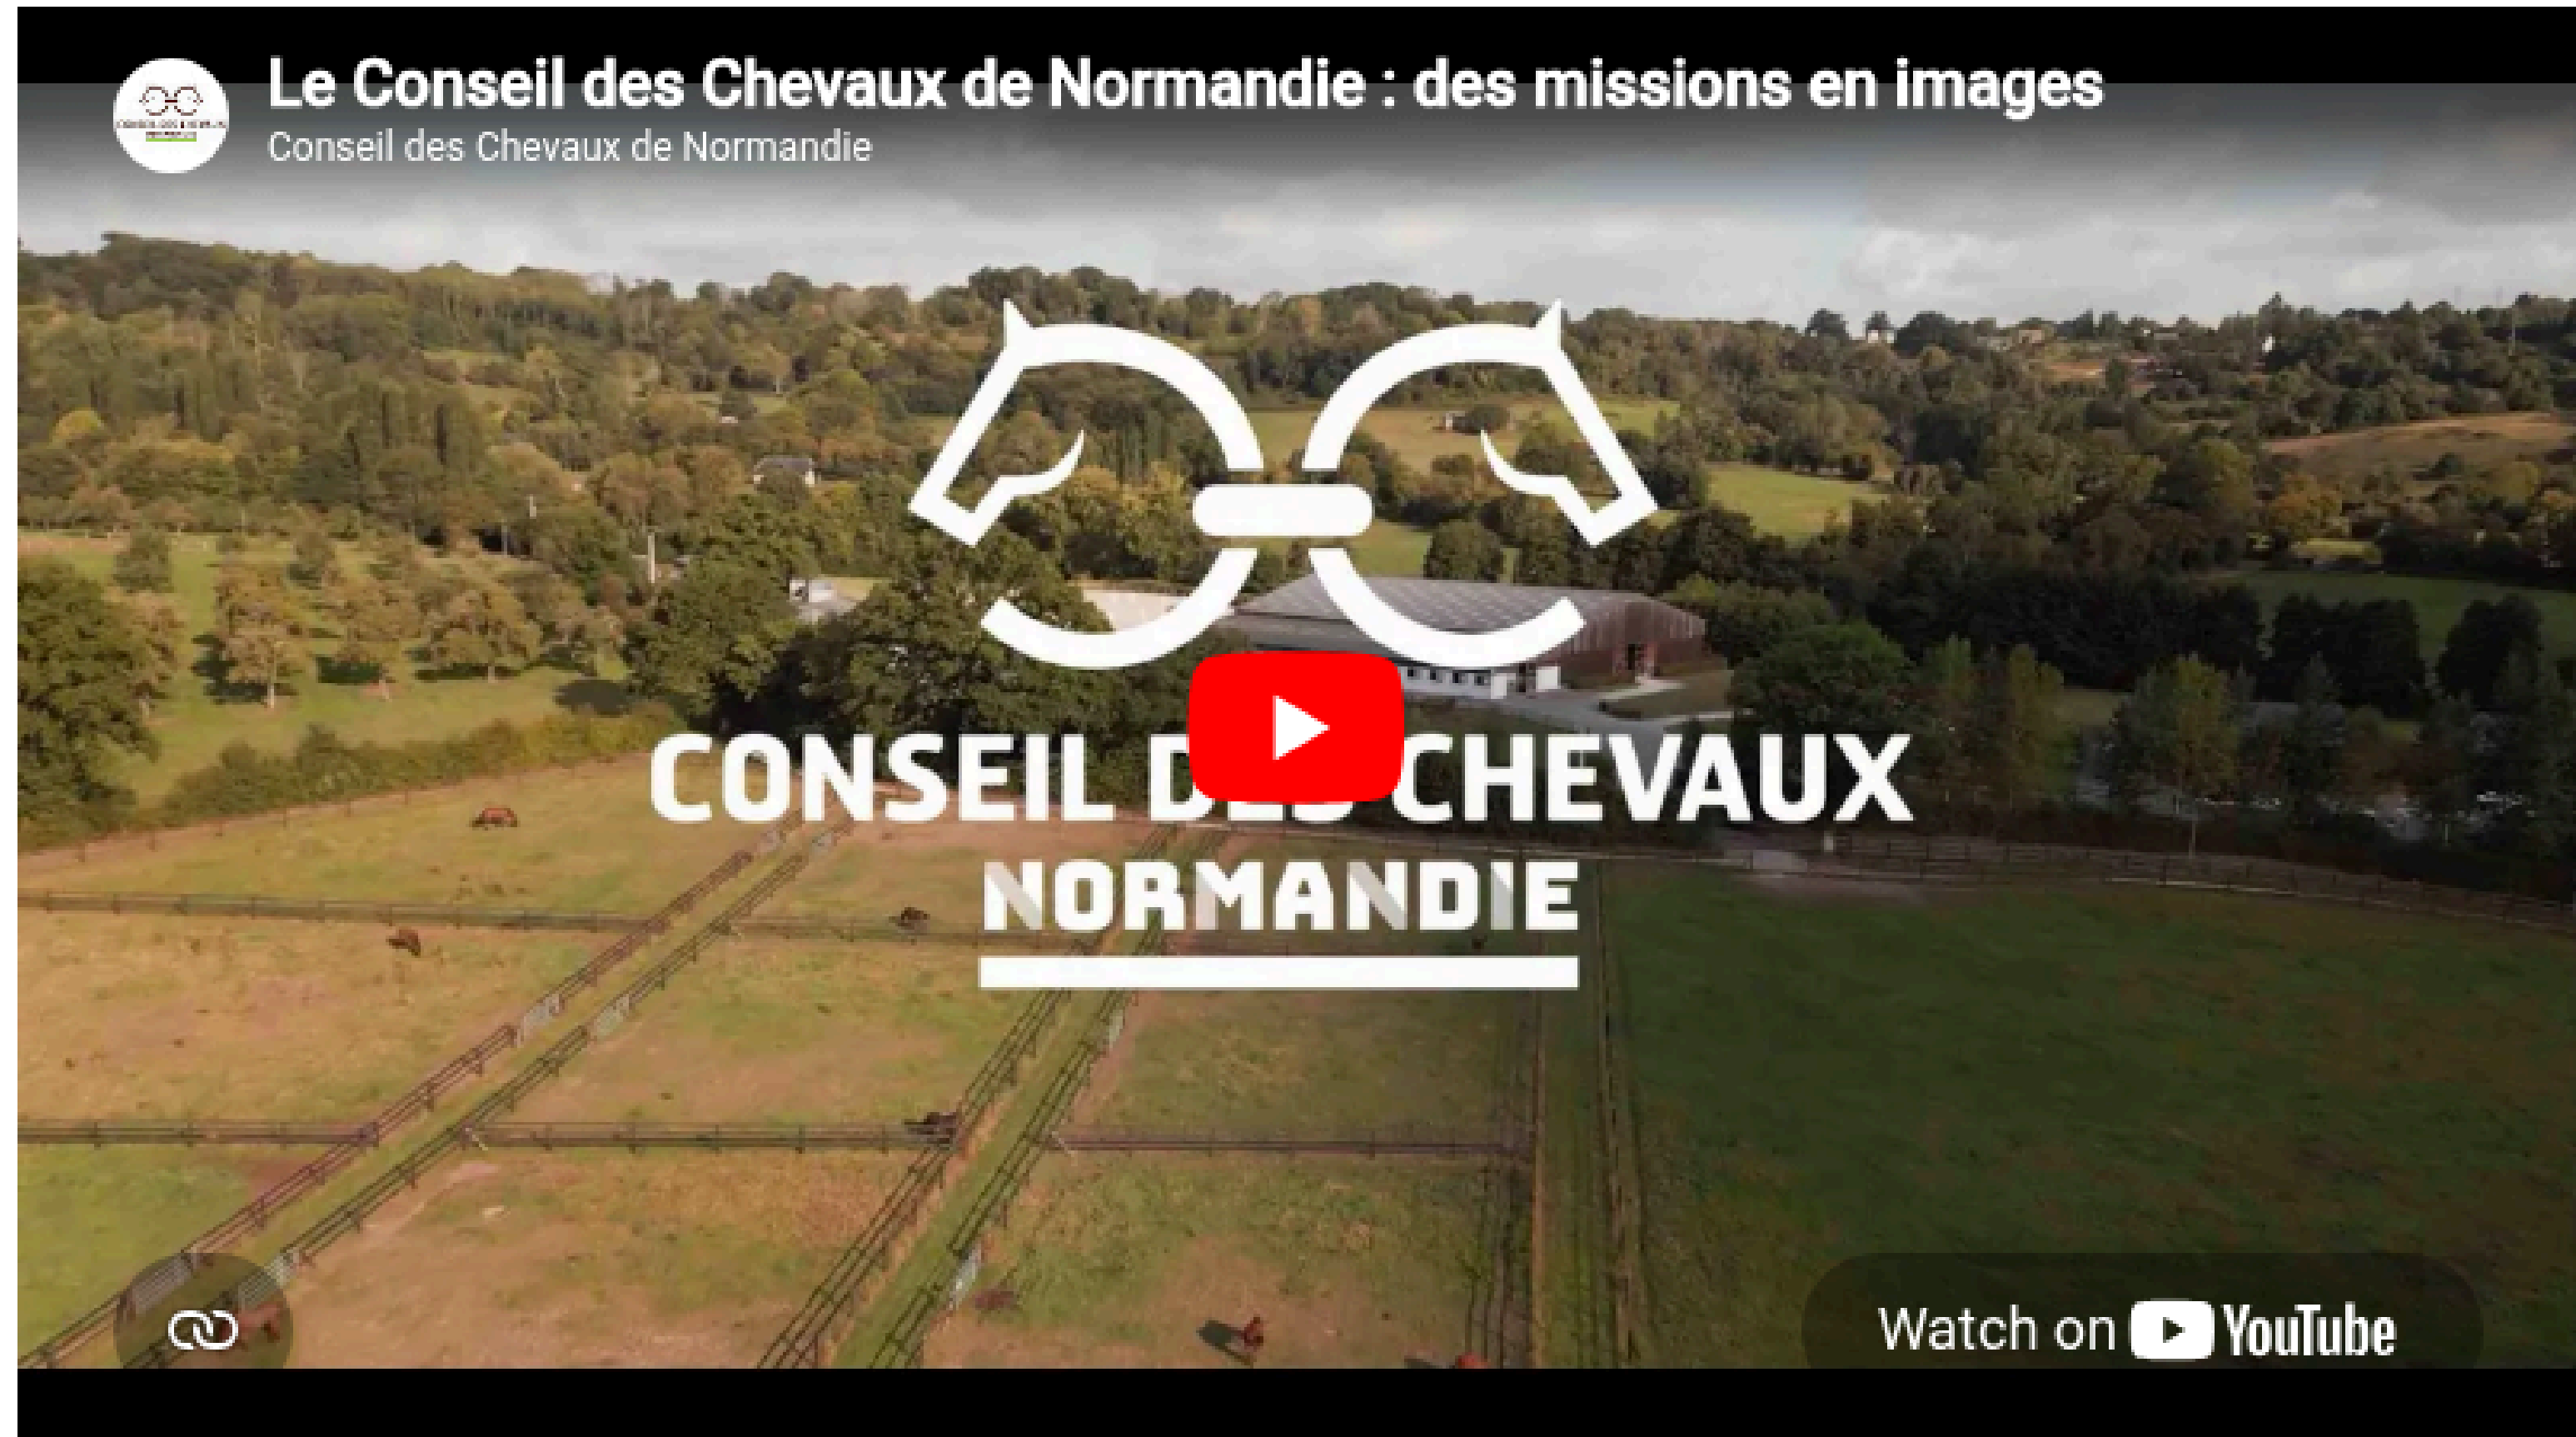 Le Conseil des Chevaux de Normandie : des missions en images
Conseil des Chevaux de Normandie
CONSEIL DES CHEVAUX
NORMANDIE
Watch on YouTube